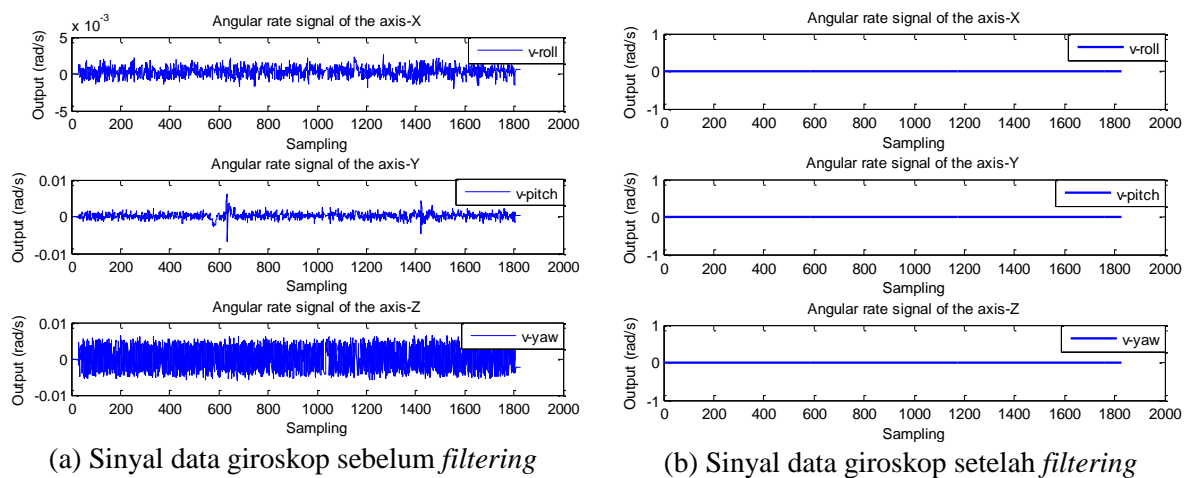 Angular rate signal of the axis-X
x 10-3
5
0
-5
Output (rad/s)
v-roll
0 200 400 600 800 1000 1200 1400 1600 1800 2000
Sampling
Angular rate signal of the axis-Y
0.01
0
-0.01
Output (rad/s)
v-pitch
0 200 400 600 800 1000 1200 1400 1600 1800 2000
Sampling
Angular rate signal of the axis-Z
0.01
0
-0.01
Output (rad/s)
v-yaw
0 200 400 600 800 1000 1200 1400 1600 1800 2000
Sampling
(a) Sinyal data giroskop sebelum filtering
Angular rate signal of the axis-X
1
0
-1
Output (rad/s)
v-roll
0 200 400 600 800 1000 1200 1400 1600 1800 2000
Sampling
Angular rate signal of the axis-Y
1
0
-1
Output (rad/s)
v-pitch
0 200 400 600 800 1000 1200 1400 1600 1800 2000
Sampling
Angular rate signal of the axis-Z
1
0
-1
Output (rad/s)
v-yaw
0 200 400 600 800 1000 1200 1400 1600 1800 2000
Sampling
(b) Sinyal data giroskop setelah filtering